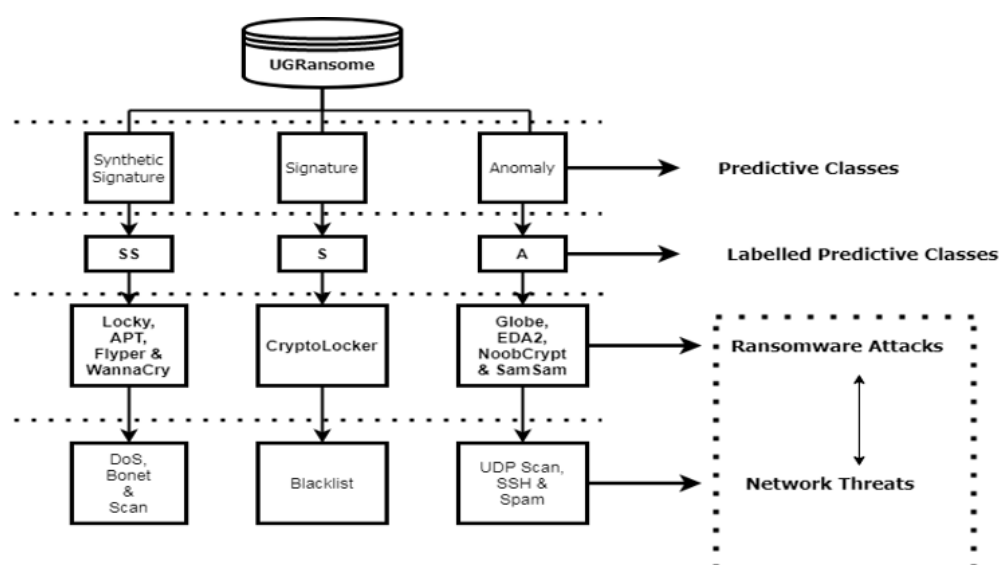 UGRansome
Synthetic
Signature
Signature
Anomaly
Predictive Classes
SS
S
A
Labelled Predictive Classes
Locky,
APT,
Flyper &
WannaCry
CryptoLocker
Globe,
EDA2,
NoobCrypt
& SamSam
Ransomware Attacks
DoS,
Bonet
&
Scan
Blacklist
UDP Scan,
SSH &
Spam
Network Threats